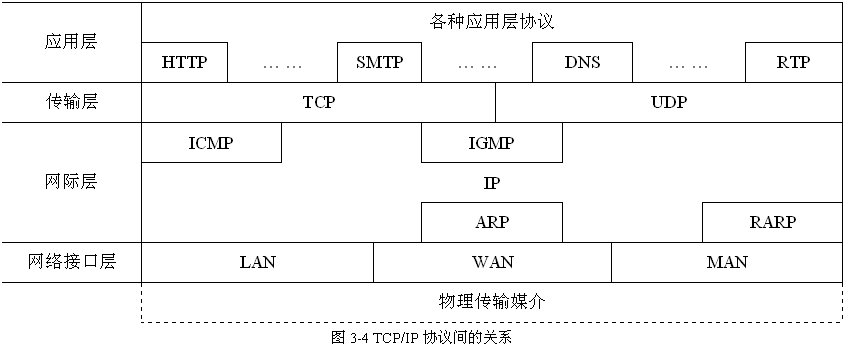 各种应用层协议
应用层
HTTP … … SMTP … … DNS … … RTP
传输层 TCP UDP
ICMP IGMP
网际层 IP
ARP RARP
网络接口层 LAN WAN MAN
物理传输媒介
图 3-4 TCP/IP 协议间的关系